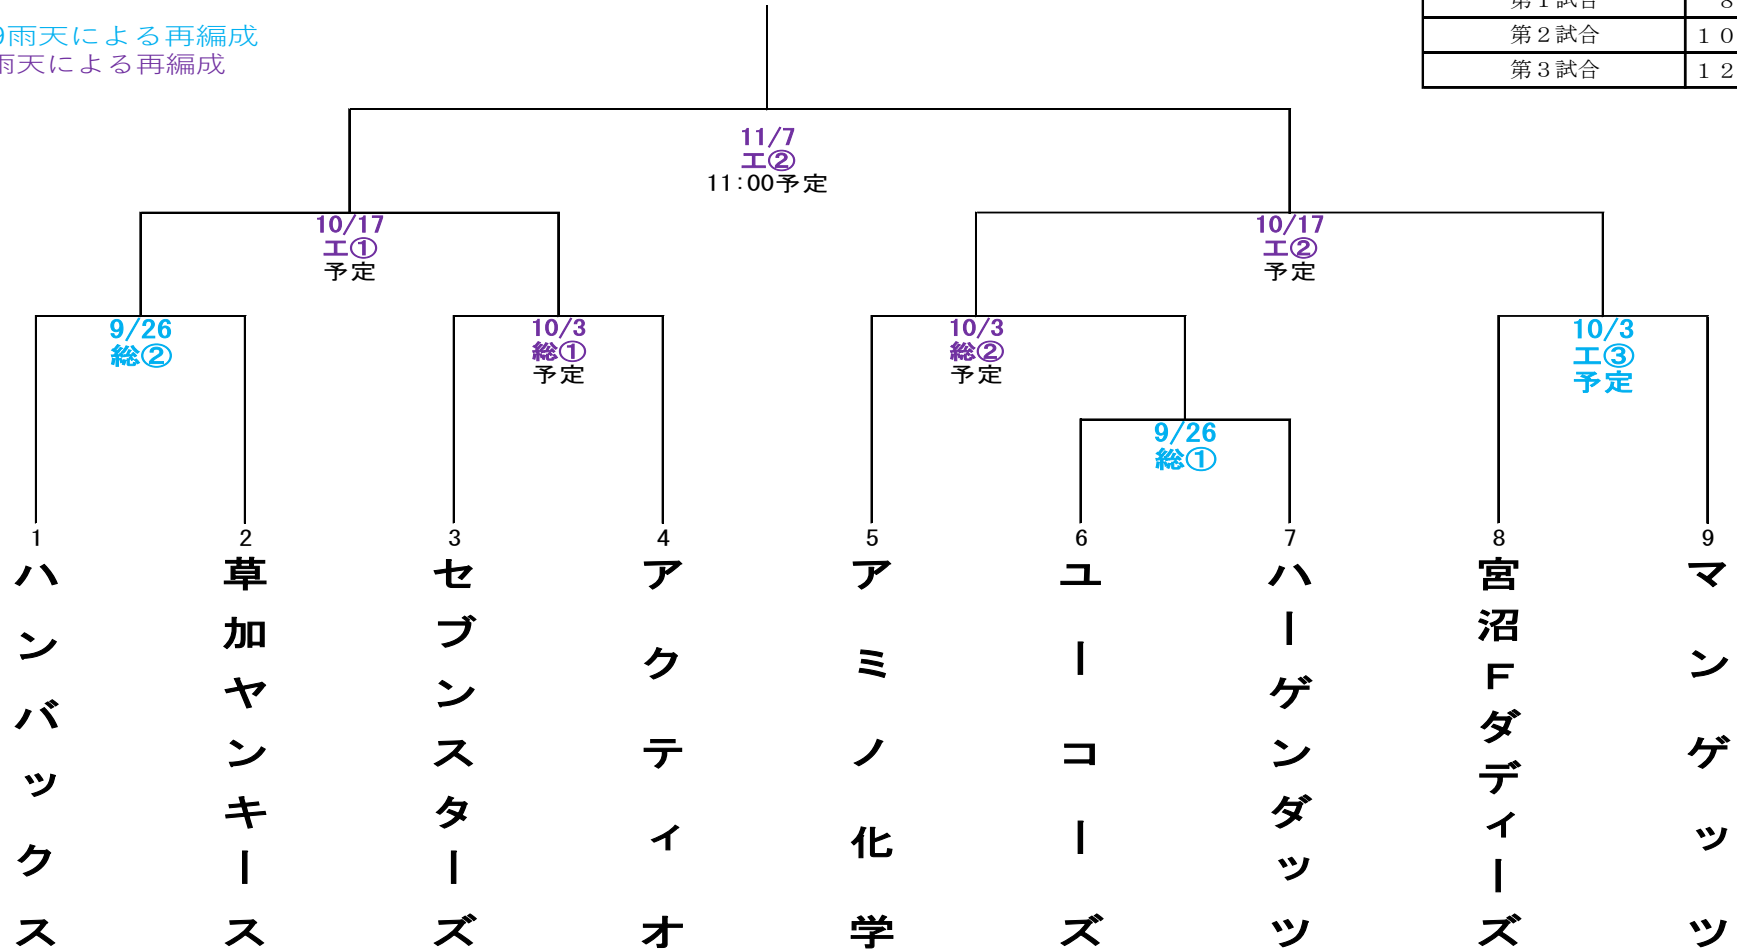 9雨天による再編成
雨天による再編成
第1試合 8
第2試合 10
第3試合 12
11/7
エ②
11:00予定
10/17
エ①
予定
10/17
エ②
予定
9/26
総②
10/3
総①
予定
10/3
総②
予定
10/3
エ③
予定
9/26
総①
1
2
3
4
5
6
7
8
9
ハンバックス
草加ヤンキース
セブンスターズ
アクティオ
アミノ化学
ユーコーズ
ハーゲンダッツ
宮沼Fダディーズ
マンゲッツ